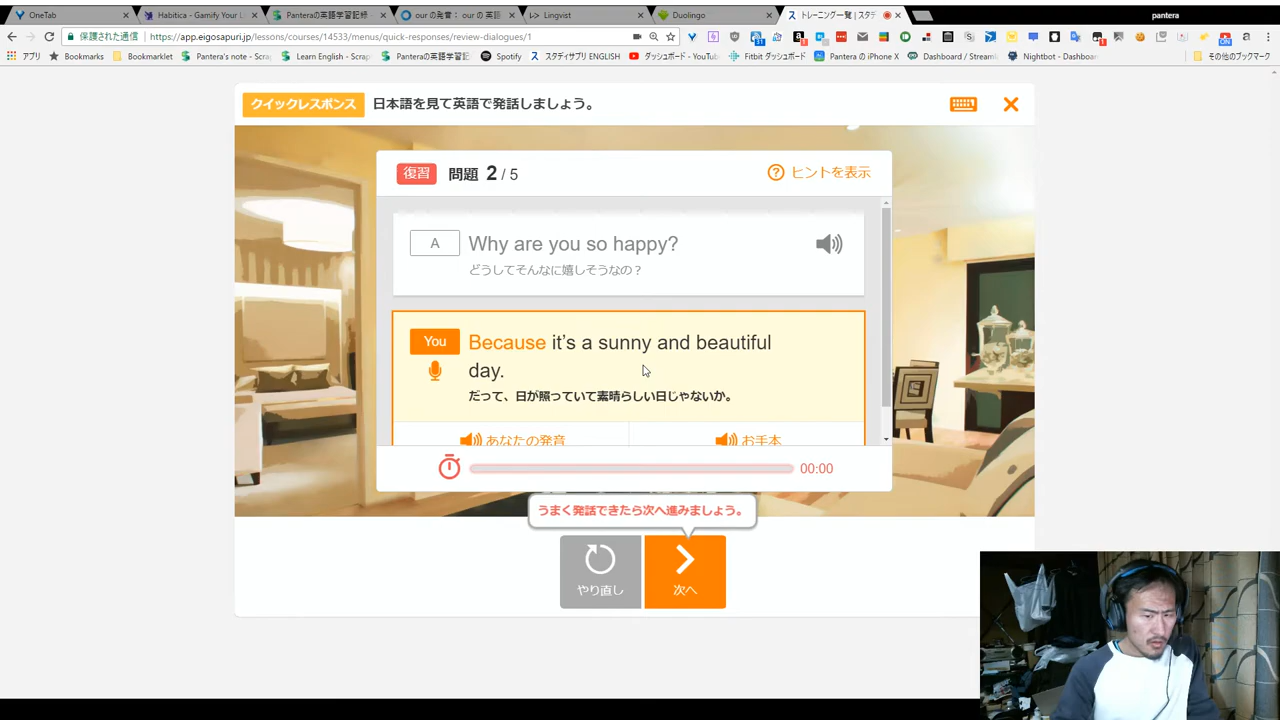 OneTab
Habitica - Gamify Your L
Panteraの英語学習記録 -
our の発音： our の 英語
Lingvist
Duolingo
トレーニング一覧 | スタデ
pantera
保護された通信
https://app.eigosapuri.jp/lessons/courses/14533/menus/quick-responses/review-dialogues/1
アプリ
Bookmark
Bookmarklet
Pantera's note - Scra
Learn English - Scrap
Panteraの英語学習記
Spotify
スタディサプリ ENGLISH
ダッシュボード - YouTu
Fitbit ダッシュボード
Pantera の iPhone X
Dashboard / Streaml
Nightbot - Dashboa
その他のブックマーク
クイックレスポンス
日本語を見て英語で発話しましょう。
復習
問題 2 / 5
ヒントを表示
A
Why are you so happy?
どうしてそんなに嬉しそうなの？
You
Because it's a sunny and beautiful
day.
だって、日が照っていて素晴らしい日じゃないか。
あなたの発音
お手本
00:00
うまく発話できたら次へ進みましょう。
やり直し
次へ